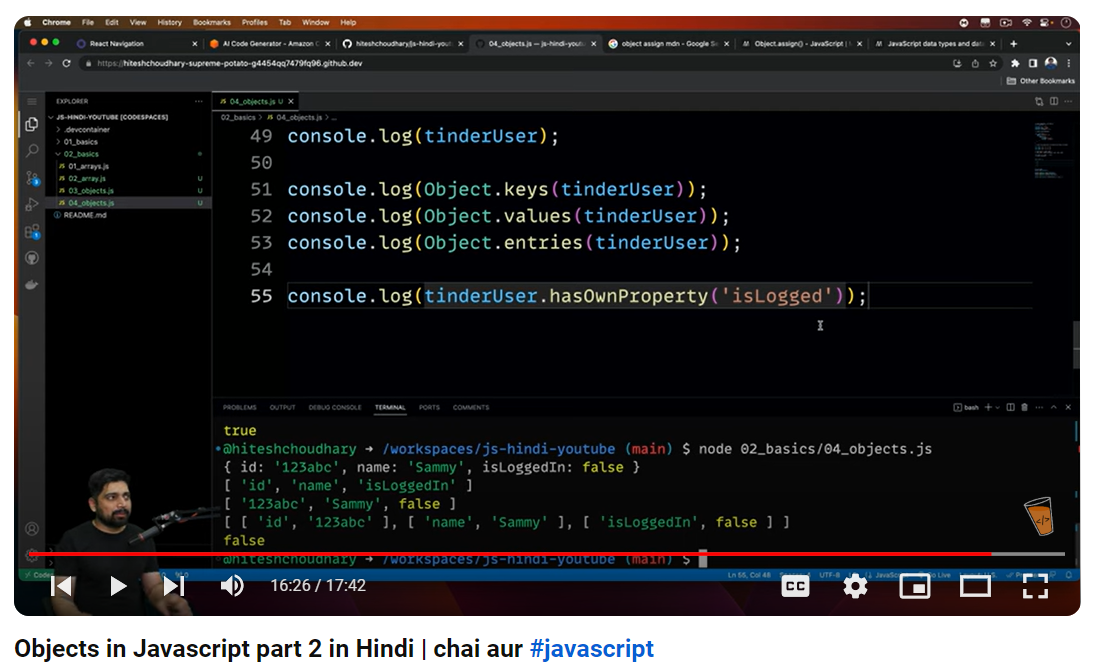 Chrome File Edit View History Bookmarks Profiles Tab Window Help
React Navigation
AI Code Generator - Amazon C
hiteshchoudhary/js-hindi-yout
04_objects.js — js-hindi-yout
object assign mdn - Google Se
Object.assign() - JavaScript |
JavaScript data types and dat
https://hiteshchoudhary-supreme-potato-g4454qq7479fq96.github.dev
Other Bookmarks
EXPLORER
JS-HINDI-YOUTUBE [CODESPACES]
.devcontainer
01_basics
02_basics
JS 01_arrays.js
JS 02_array.js U
JS 03_objects.js U
JS 04_objects.js U
README.md
JS 04_objects.js U
02_basics > JS 04_objects.js > ...
49 console.log(tinderUser);
50
51 console.log(Object.keys(tinderUser));
52 console.log(Object.values(tinderUser));
53 console.log(Object.entries(tinderUser));
54
55 console.log(tinderUser.hasOwnProperty('isLogged'));
PROBLEMS OUTPUT DEBUG CONSOLE TERMINAL PORTS COMMENTS
bash
true
@hiteshchoudhary ➜ /workspaces/js-hindi-youtube (main) $ node 02_basics/04_objects.js
{ id: '123abc', name: 'Sammy', isLoggedIn: false }
[ 'id', 'name', 'isLoggedIn' ]
[ '123abc', 'Sammy', false ]
[ [ 'id', '123abc' ], [ 'name', 'Sammy' ], [ 'isLoggedIn', false ] ]
false
@hiteshchoudhary ➜ /workspaces/js-hindi-youtube (main) $
Ln 55, Col 48 UTF-8 JavaScript Live
16:26 / 17:42
CC
Objects in Javascript part 2 in Hindi | chai aur #javascript